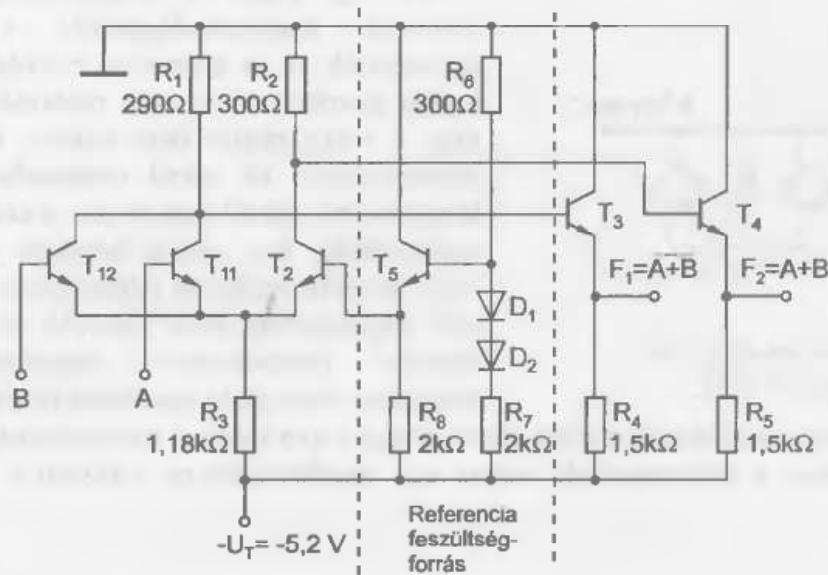 R1
290Ω
R2
300Ω
R6
300Ω
T12
T11
T2
T5
T3
T4
F1=A+B
F2=A+B
D1
D2
B
A
R3
1,18kΩ
R8
2kΩ
R7
2kΩ
R4
1,5kΩ
R5
1,5kΩ
-UT= -5,2 V
Referencia
feszültség-
forrás